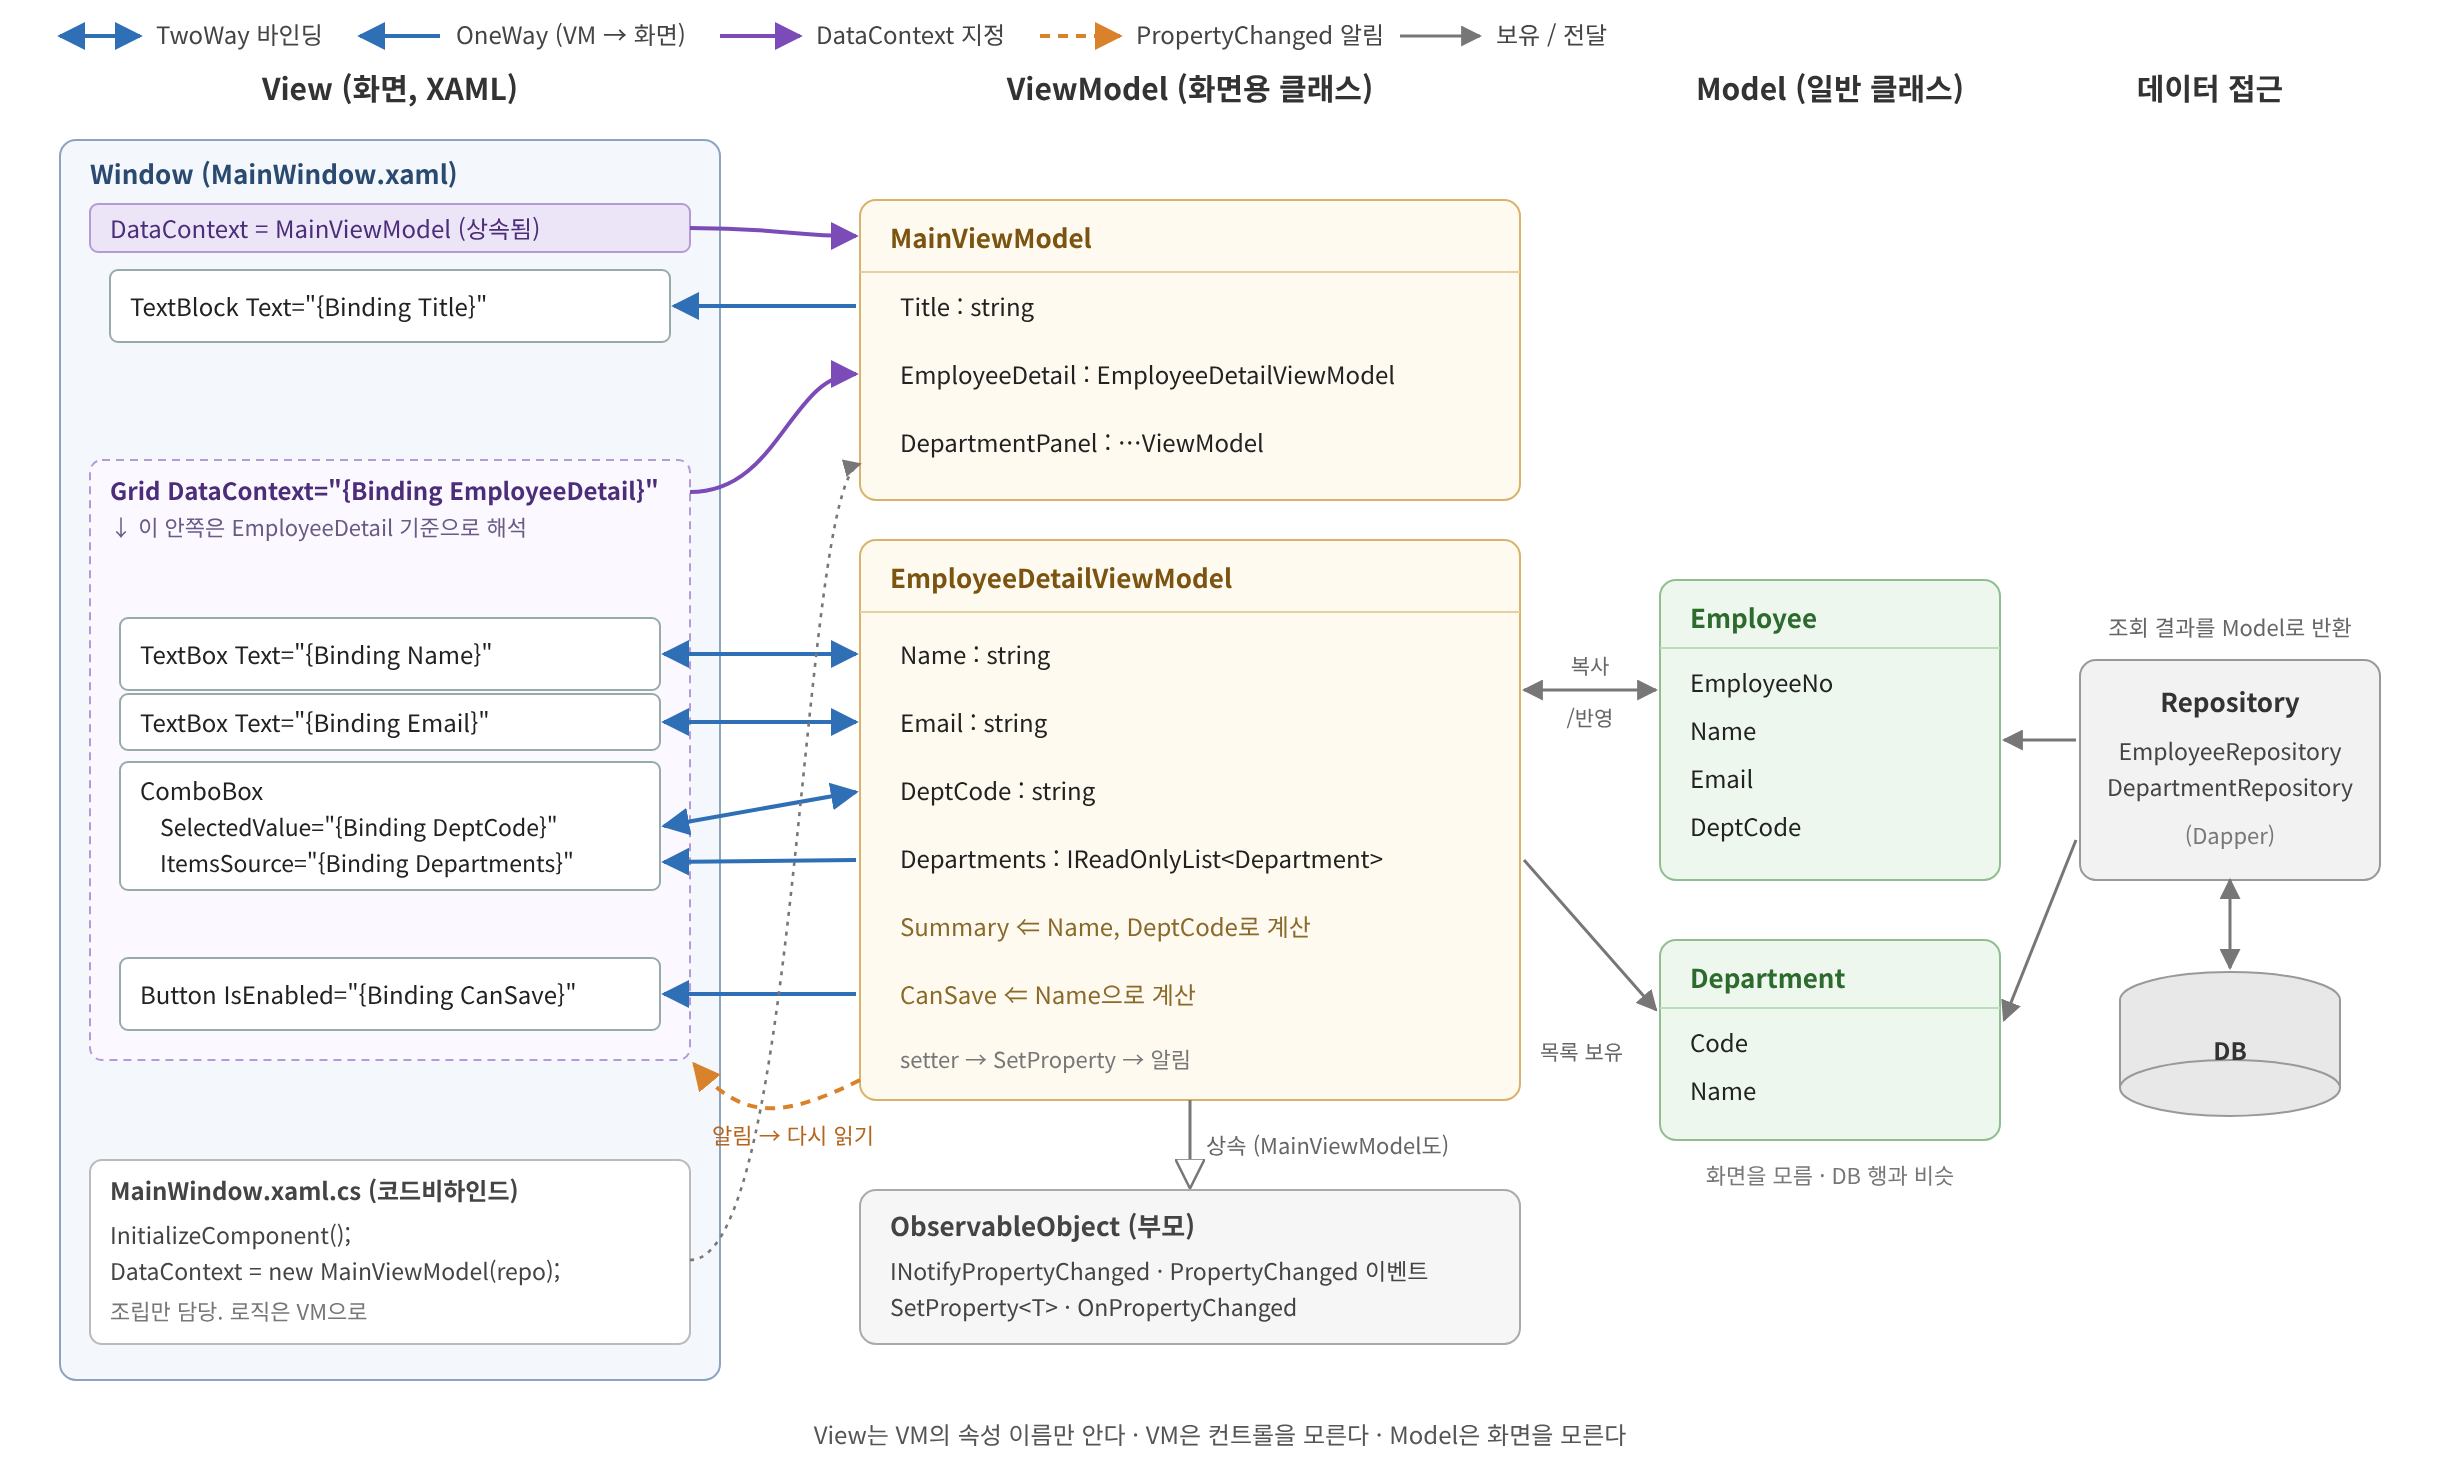 TwoWay 바인딩
OneWay (VM → 화면)
DataContext 지정
PropertyChanged 알림
보유 / 전달
View (화면, XAML)
ViewModel (화면용 클래스)
Model (일반 클래스)
데이터 접근
Window (MainWindow.xaml)
DataContext = MainViewModel (상속됨)
TextBlock Text="{Binding Title}"
Grid DataContext="{Binding EmployeeDetail}"
↓ 이 안쪽은 EmployeeDetail 기준으로 해석
TextBox Text="{Binding Name}"
TextBox Text="{Binding Email}"
ComboBox
SelectedValue="{Binding DeptCode}"
ItemsSource="{Binding Departments}"
Button IsEnabled="{Binding CanSave}"
알림 → 다시 읽기
MainWindow.xaml.cs (코드비하인드)
InitializeComponent();
DataContext = new MainViewModel(repo);
조립만 담당. 로직은 VM으로
MainViewModel
Title : string
EmployeeDetail : EmployeeDetailViewModel
DepartmentPanel : …ViewModel
EmployeeDetailViewModel
Name : string
Email : string
DeptCode : string
Departments : IReadOnlyList<Department>
Summary ⇐ Name, DeptCode로 계산
CanSave ⇐ Name으로 계산
setter → SetProperty → 알림
상속 (MainViewModel도)
ObservableObject (부모)
INotifyPropertyChanged · PropertyChanged 이벤트
SetProperty<T> · OnPropertyChanged
복사
/반영
목록 보유
Employee
EmployeeNo
Name
Email
DeptCode
Department
Code
Name
화면을 모름 · DB 행과 비슷
조회 결과를 Model로 반환
Repository
EmployeeRepository
DepartmentRepository
(Dapper)
DB
View는 VM의 속성 이름만 안다 · VM은 컨트롤을 모른다 · Model은 화면을 모른다